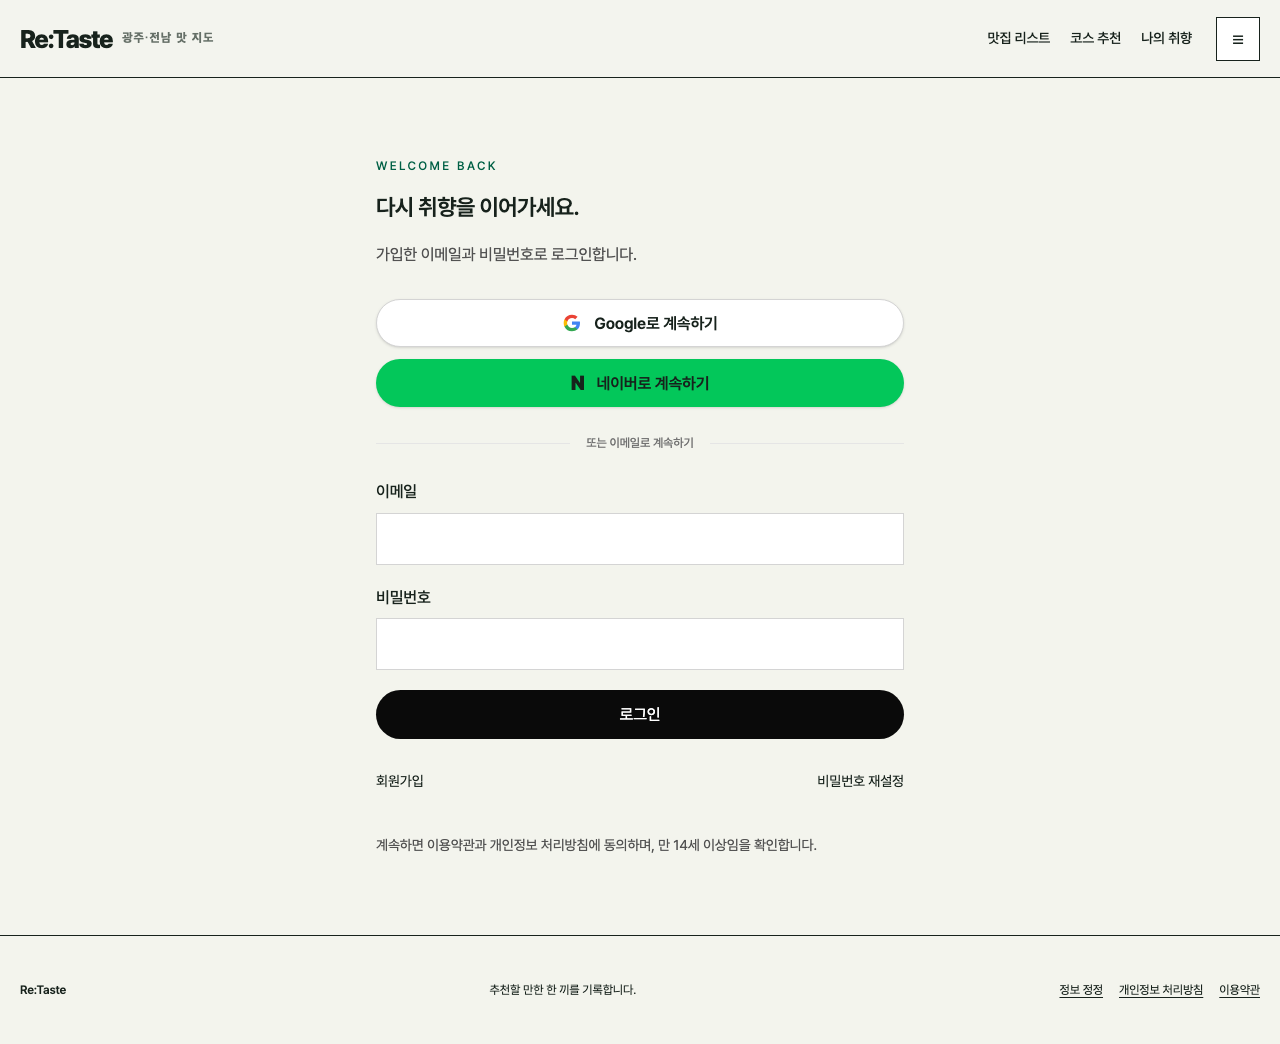 Re:Taste 광주·전남 맛 지도 맛집 리스트 코스 추천 나의 취향
WELCOME BACK
다시 취향을 이어가세요.
가입한 이메일과 비밀번호로 로그인합니다.
Google로 계속하기
N 네이버로 계속하기
또는 이메일로 계속하기
이메일
비밀번호
로그인
회원가입 비밀번호 재설정
계속하면 이용약관과 개인정보 처리방침에 동의하며, 만 14세 이상임을 확인합니다.
Re:Taste 추천할 만한 한 끼를 기록합니다. 정보 정정 개인정보 처리방침 이용약관